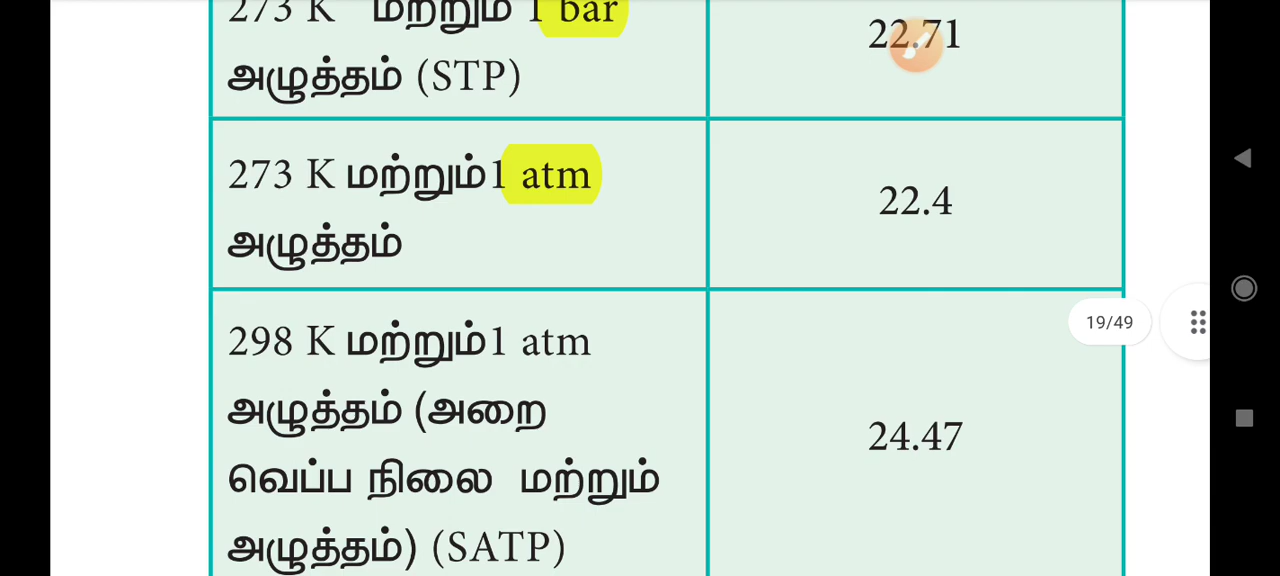 273 K மற்றும் 1 bar
அழுத்தம் (STP)
22.71
273 K மற்றும்1 atm
அழுத்தம்
22.4
298 K மற்றும்1 atm
அழுத்தம் (அறை
வெப்ப நிலை மற்றும்
அழுத்தம்) (SATP)
24.47
19/49